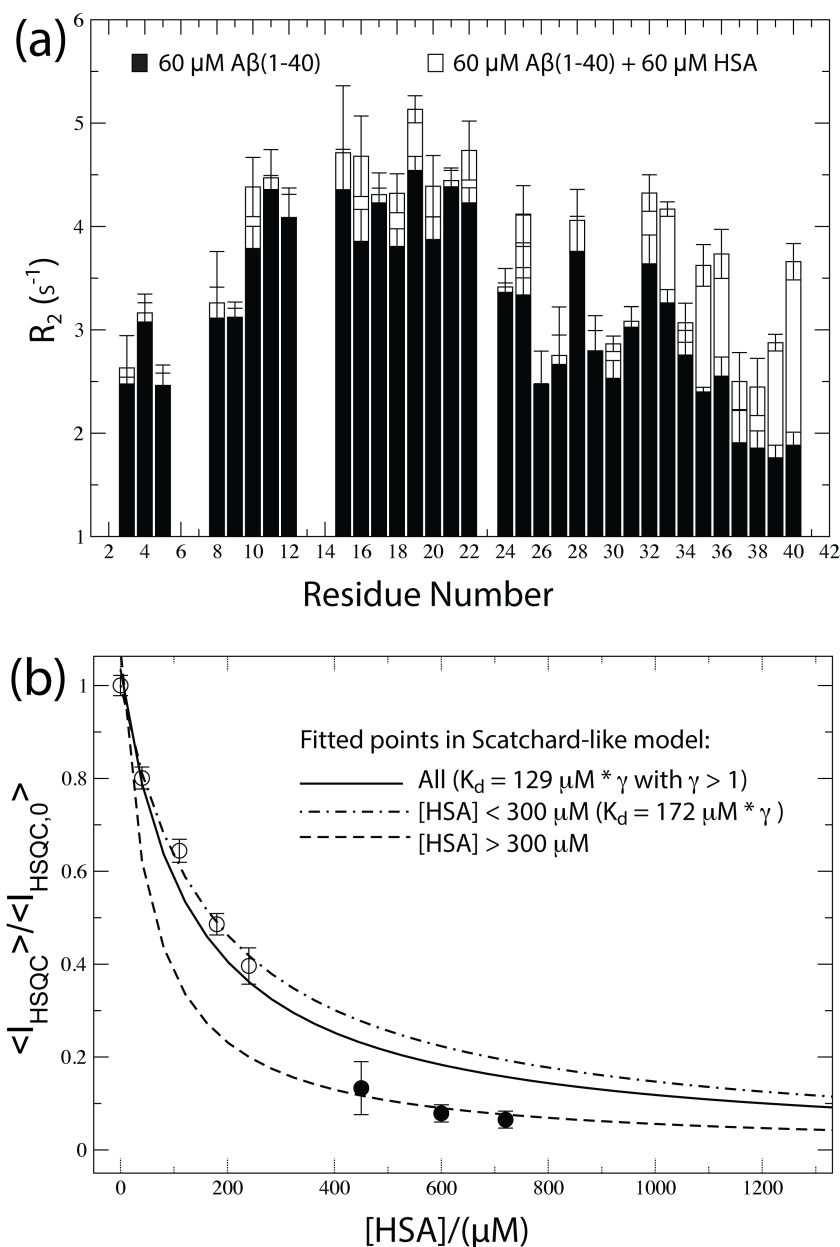 (a)
60 μM Aβ(1-40)
60 μM Aβ(1-40) + 60 μM HSA
R2 (s-1)
6
5
4
3
2
1
2 4 6 8 10 12 14 16 18 20 22 24 26 28 30 32 34 36 38 40 42
Residue Number
(b)
<I_HSQC>/<I_HSQC,0>
1
0.8
0.6
0.4
0.2
0
Fitted points in Scatchard-like model:
All (Kd = 129 μM * γ with γ > 1)
[HSA] < 300 μM (Kd = 172 μM * γ )
[HSA] > 300 μM
0 200 400 600 800 1000 1200
[HSA]/(μM)